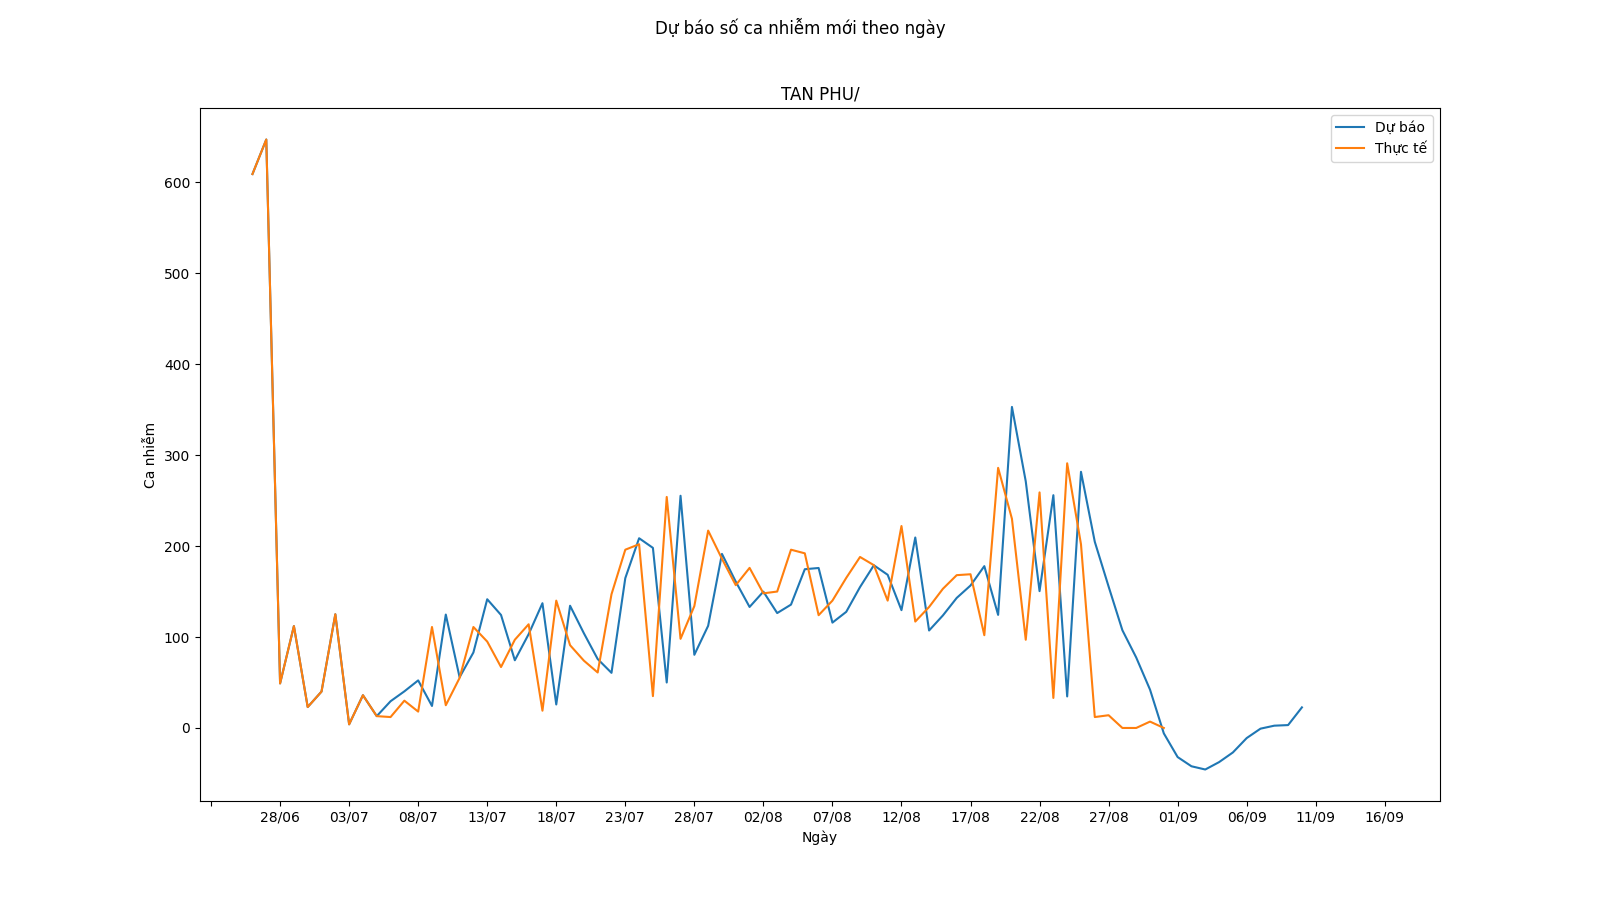 Dự báo số ca nhiễm mới theo ngày
TAN PHU/
Dự báo
Thực tế
600
500
400
300
200
100
0
Ca nhiễm
28/06 03/07 08/07 13/07 18/07 23/07 28/07 02/08 07/08 12/08 17/08 22/08 27/08 01/09 06/09 11/09 16/09
Ngày